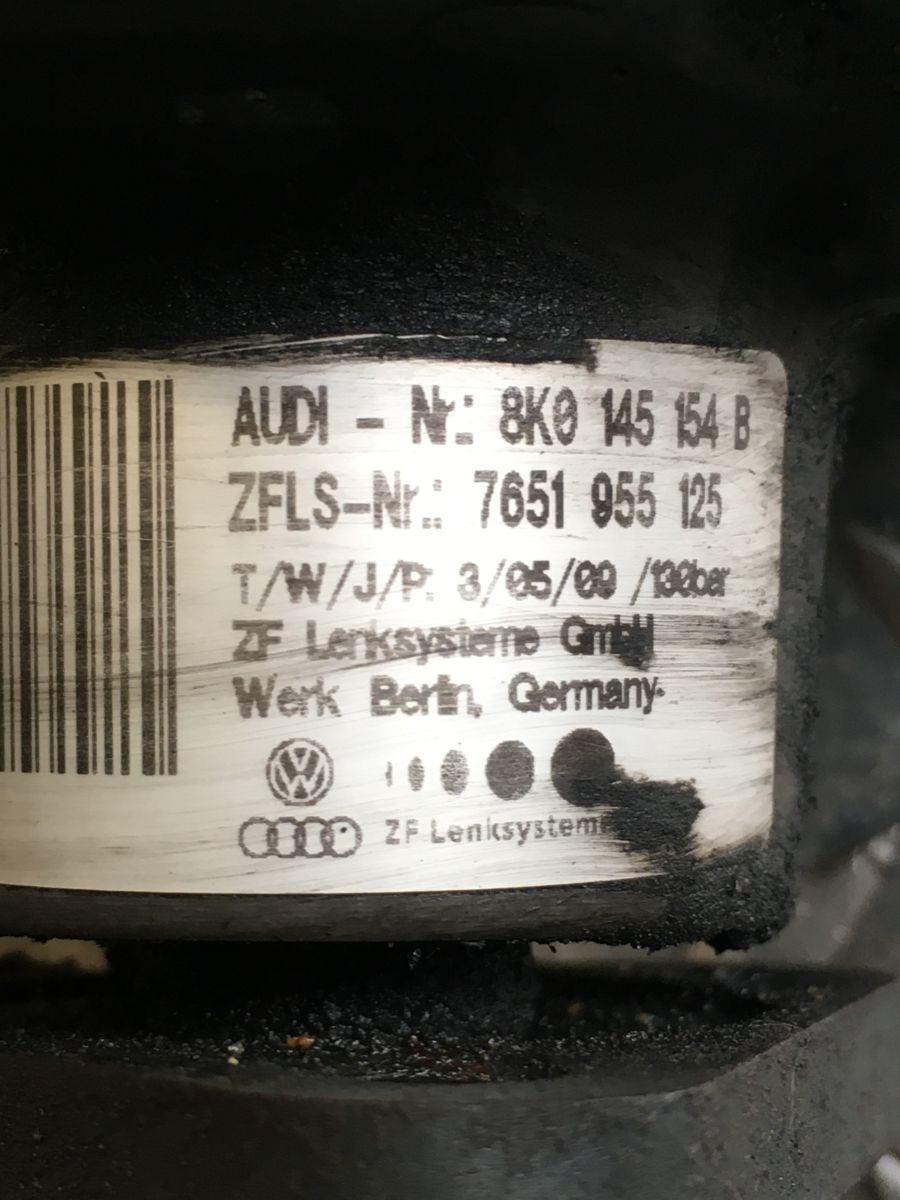 AUDI - Nr.: 8K0 145 154 B
ZFLS-Nr.: 7651 955 125
T/W/J/P: 3/05/09 /130bar
ZF Lenksysteme GmbH
Werk Berlin, Germany
ZF Lenksysteme